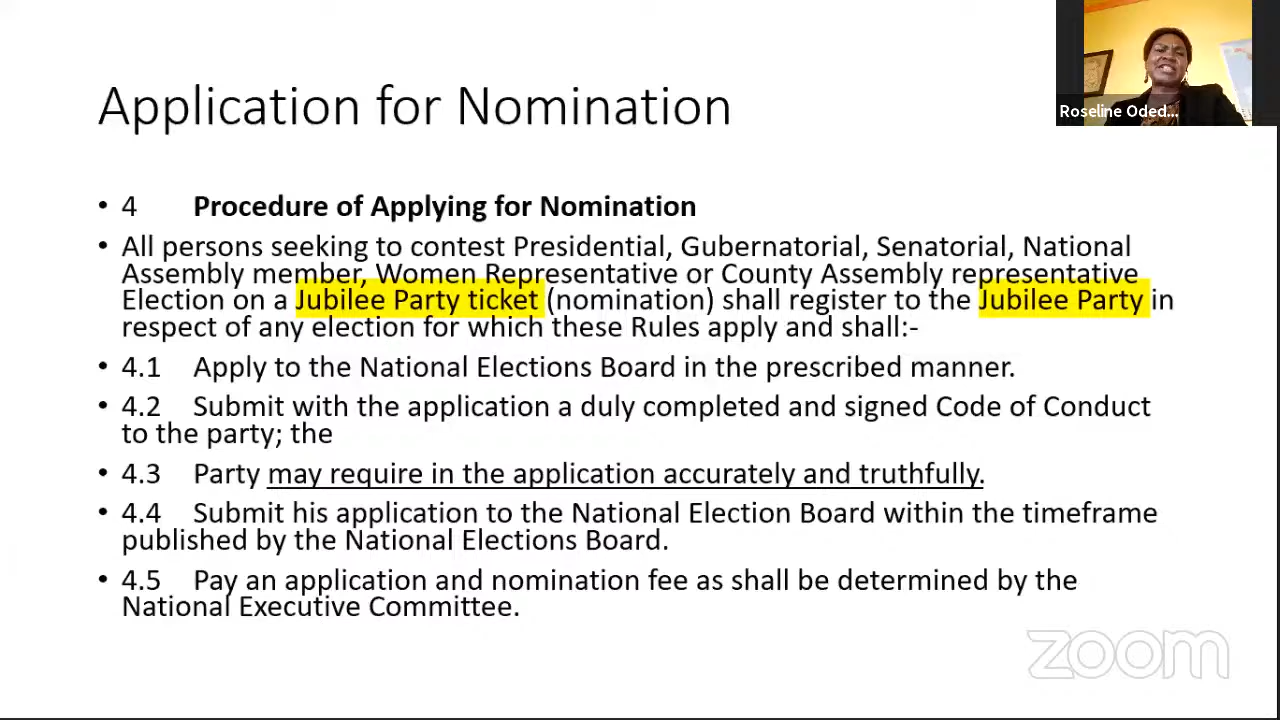 Application for Nomination
Roseline Oded...
• 4 Procedure of Applying for Nomination
• All persons seeking to contest Presidential, Gubernatorial, Senatorial, National
Assembly member, Women Representative or County Assembly representative
Election on a Jubilee Party ticket (nomination) shall register to the Jubilee Party in
respect of any election for which these Rules apply and shall:-
• 4.1 Apply to the National Elections Board in the prescribed manner.
• 4.2 Submit with the application a duly completed and signed Code of Conduct
to the party; the
• 4.3 Party may require in the application accurately and truthfully.
• 4.4 Submit his application to the National Election Board within the timeframe
published by the National Elections Board.
• 4.5 Pay an application and nomination fee as shall be determined by the
National Executive Committee.
zoom